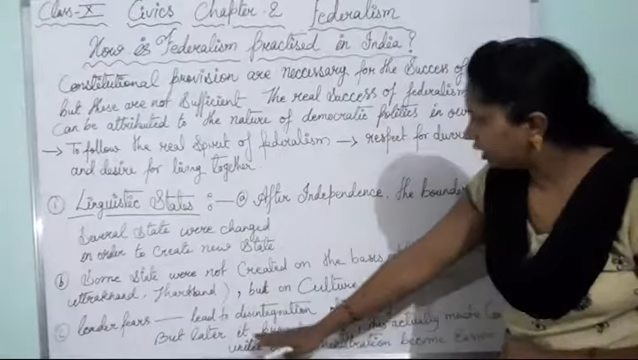 Class-X Civics Chapter-2 Federalism
How is Federalism practised in India?
Constitutional provision are necessary for the success of
but these are not sufficient. The real success of federalism
can be attributed to the nature of democratic politics in our
→ To follow the real spirit of federalism → respect for
and desire for living together.
① Linguistic States :— ⓐ After Independence. the
Several state were changed
in order to create new state
ⓑ Some state were not created on the basis
Uttrakhand, Jharkhand), but on Culture
ⓒ leader fears — lead to disintegration
But later it actually made
become easier